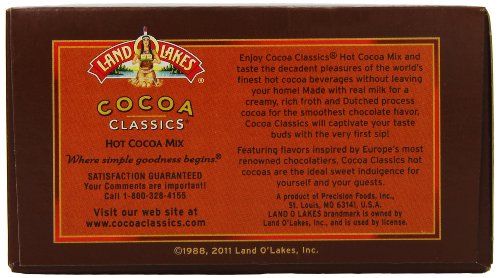 LAND O LAKES
COCOA
CLASSICS®
HOT COCOA MIX
Where simple goodness begins.®
SATISFACTION GUARANTEED
Your Comments are important!
Call 1-800-328-4155
Visit our web site at
www.cocoaclassics.com
Enjoy Cocoa Classics® Hot Cocoa Mix and
taste the decadent pleasures of the world's
finest hot cocoa beverages without leaving
your home! Made with real milk for a
creamy, rich froth and Dutched process
cocoa for the smoothest chocolate flavor,
Cocoa Classics will captivate your taste
buds with the very first sip!
Featuring flavors inspired by Europe's most
renowned chocolatiers, Cocoa Classics hot
cocoas are the ideal sweet indulgence for
yourself and your guests.
A product of Precision Foods, Inc.,
St. Louis, MO 63141, U.S.A.
LAND O LAKES brandmark is owned by
Land O'Lakes, Inc., and is used by license.
©1988, 2011 Land O'Lakes, Inc.